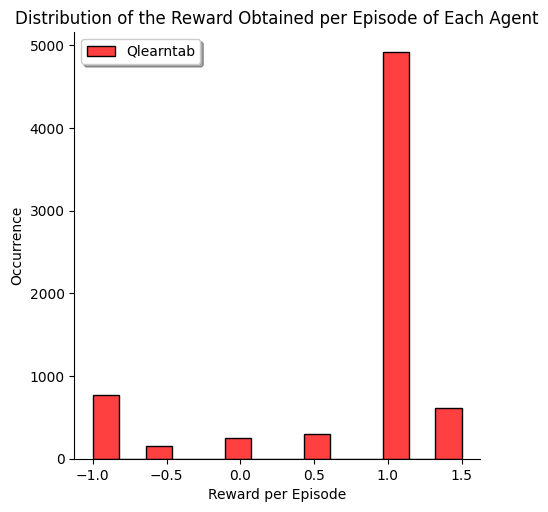 Distribution of the Reward Obtained per Episode of Each Agent
Qlearntab
5000
4000
3000
2000
1000
0
Occurrence
−1.0 −0.5 0.0 0.5 1.0 1.5
Reward per Episode